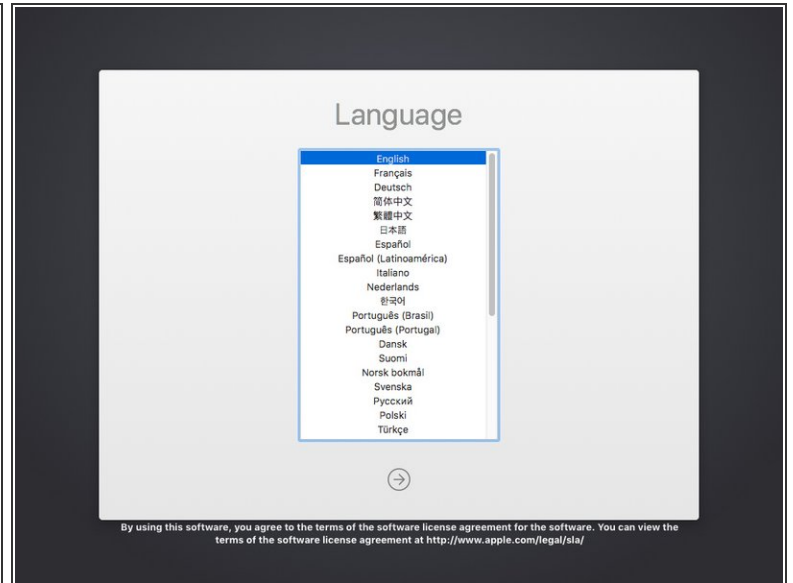 Language
English
Français
Deutsch
简体中文
繁體中文
日本語
Español
Español (Latinoamérica)
Italiano
Nederlands
한국어
Português (Brasil)
Português (Portugal)
Dansk
Suomi
Norsk bokmål
Svenska
Русский
Polski
Türkçe
By using this software, you agree to the terms of the software license agreement for the software. You can view the
terms of the software license agreement at http://www.apple.com/legal/sla/